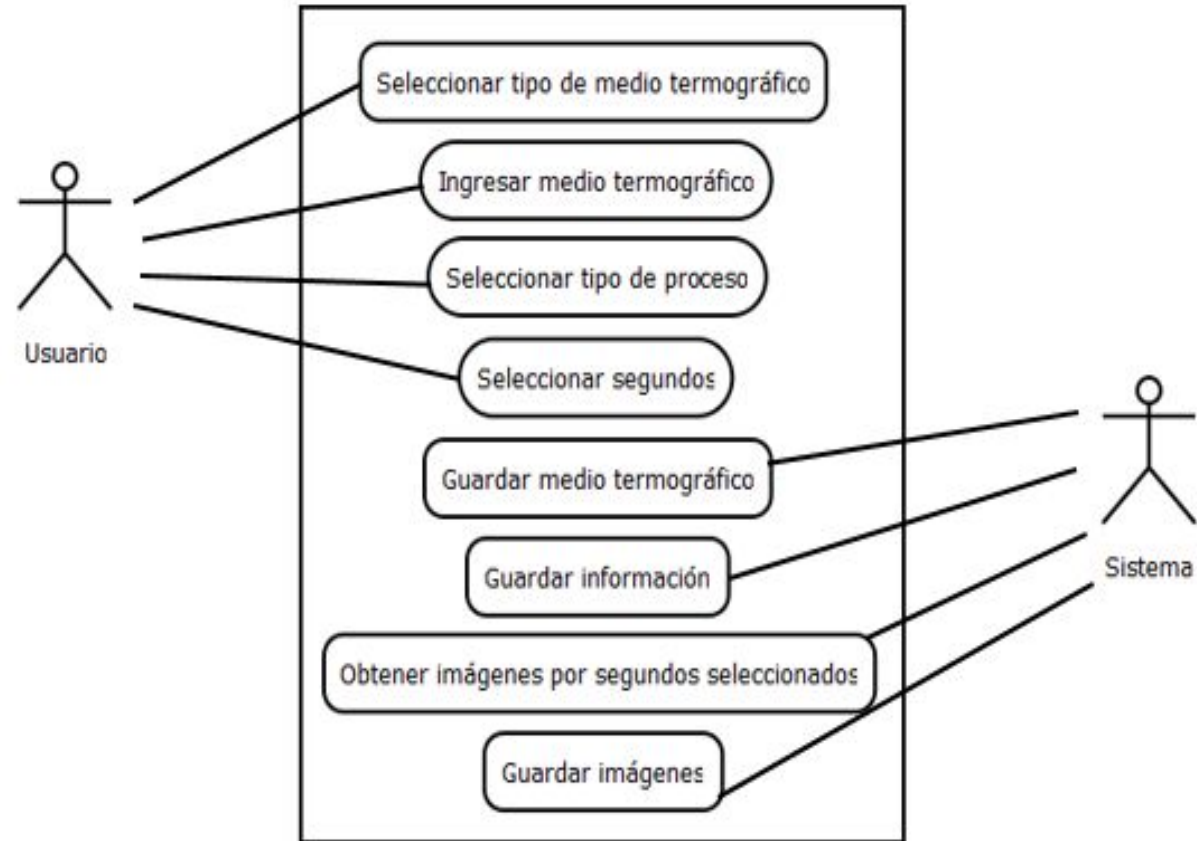 Seleccionar tipo de medio termográfico
Ingresar medio termográfico
Seleccionar tipo de proceso
Usuario
Seleccionar segundos
Guardar medio termográfico
Guardar información
Sistema
Obtener imágenes por segundos seleccionados
Guardar imágenes